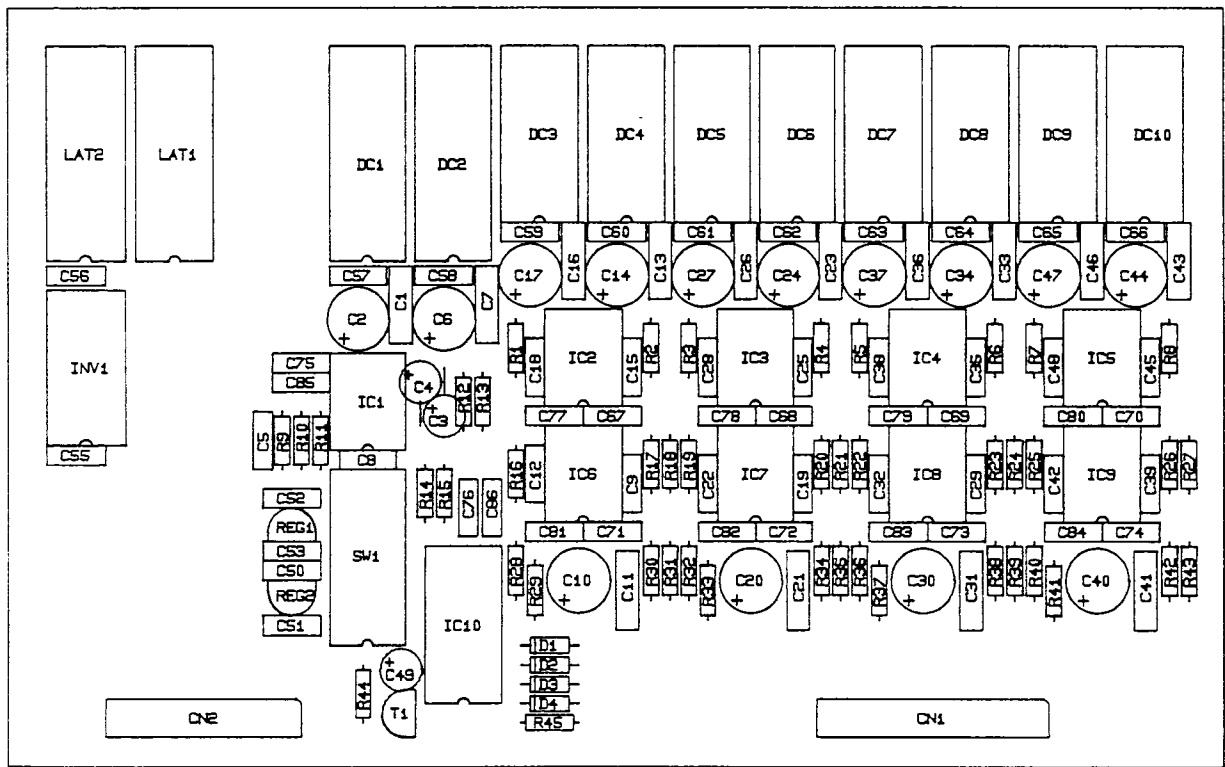 LAT2 LAT1 DC1 DC2 DC3 DC4 DC5 DC6 DC7 DC8 DC9 DC10
C59 C60 C61 C62 C63 C64 C65 C66
C17 C16 C14 C13 C27 C26 C24 C23 C37 C36 C34 C33 C47 C46 C44 C43
C56 C57 C1 C58 C7
C2 C6
R1 C18 IC2 C15 R2 R3 C28 IC3 C25 R4 R5 C38 IC4 C35 R6 R7 C48 IC5 C45 R8
INV1 C75 C85 IC1 C4 C3 R12 R13
C77 C67 C78 C68 C79 C69 C80 C70
C5 R9 R10 R11 C8
C55
R16 C12 IC6 C9 R17 R18 R19 C22 IC7 C19 R20 R21 R22 C32 IC8 C29 R23 R24 R25 C42 IC9 C39 R26 R27
C52 R14 R15 C76 C86
REG1 C81 C71 C82 C72 C83 C73 C84 C74
C53 SW1
C50
REG2
C51
R28 R29 C10 C11 R30 R31 R32 R33 C20 C21 R34 R35 R36 R37 C30 C31 R38 R39 R40 R41 C40 C41 R42 R43
IC10
D1
D2
D3
D4
R45
R44 C49
T1
CN2 CN1